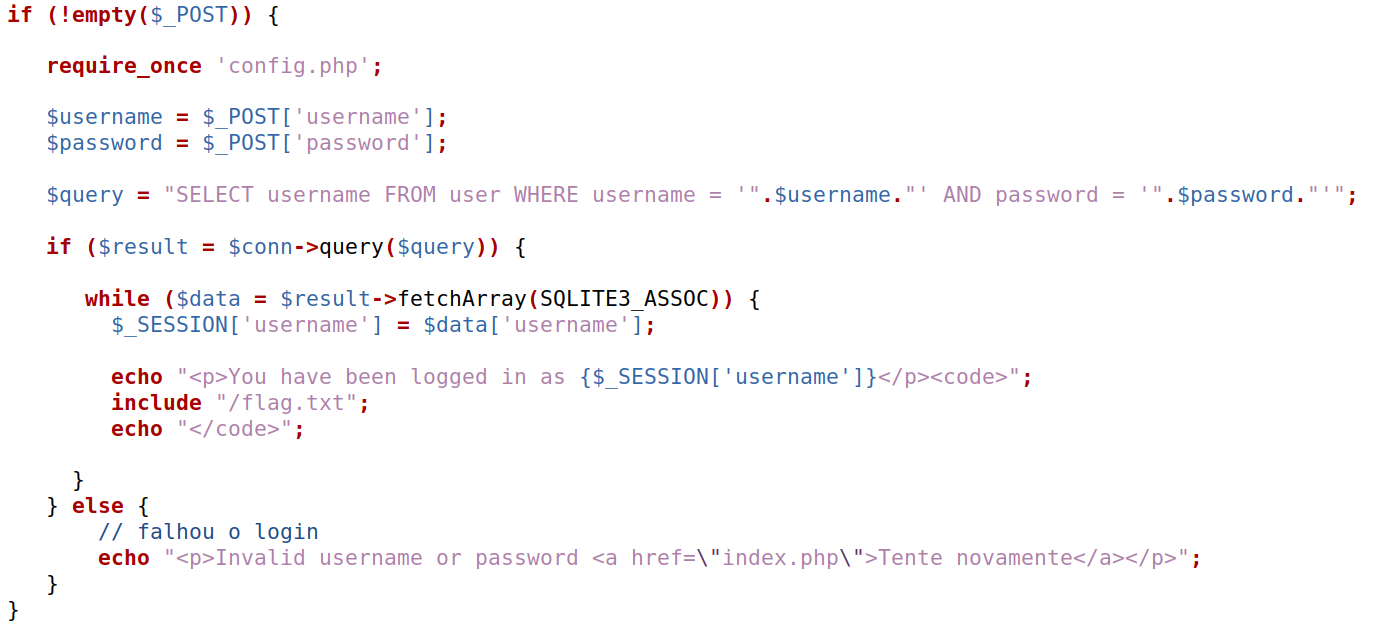 if (!empty($_POST)) {
require_once 'config.php';
$username = $_POST['username'];
$password = $_POST['password'];
$query = "SELECT username FROM user WHERE username = '".$username."' AND password = '".$password."'";
if ($result = $conn->query($query)) {
while ($data = $result->fetchArray(SQLITE3_ASSOC)) {
$_SESSION['username'] = $data['username'];
echo "<p>You have been logged in as {$_SESSION['username']}</p><code>";
include "/flag.txt";
echo "</code>";
}
} else {
// falhou o login
echo "<p>Invalid username or password <a href=\"index.php\">Tente novamente</a></p>";
}
}